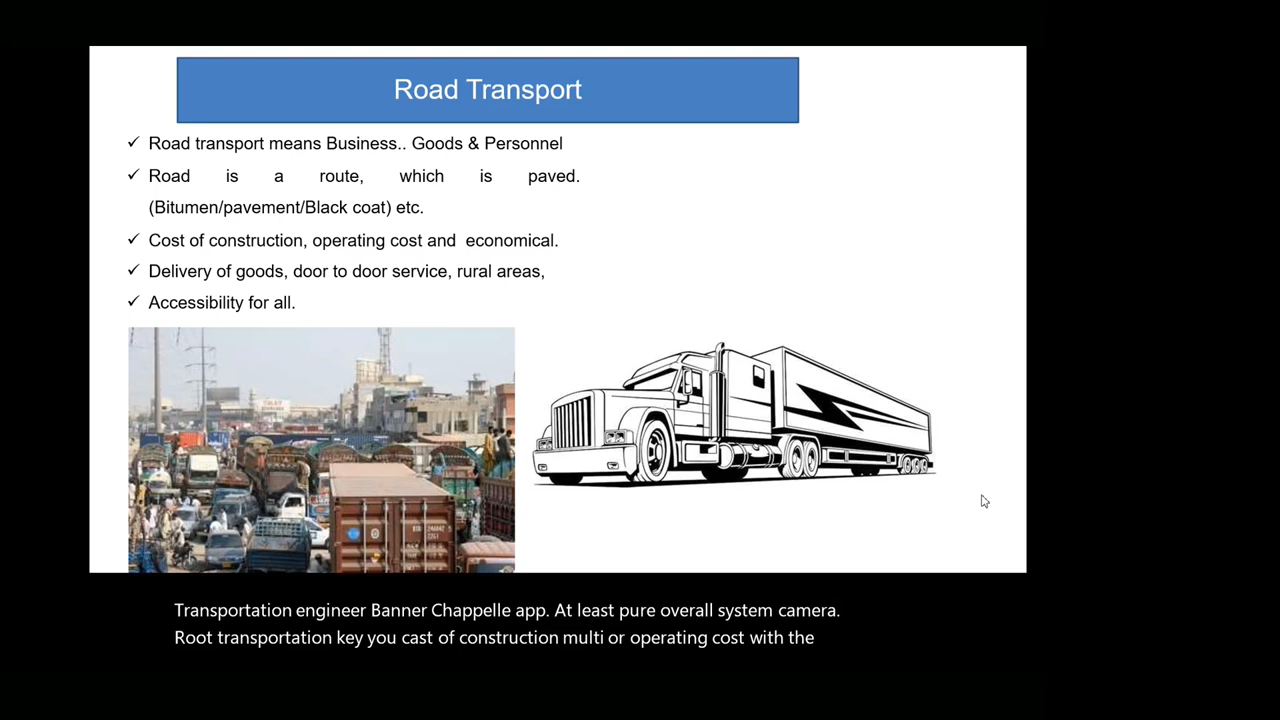 Road Transport
✓ Road transport means Business.. Goods & Personnel
✓ Road is a route, which is paved.
(Bitumen/pavement/Black coat) etc.
✓ Cost of construction, operating cost and economical.
✓ Delivery of goods, door to door service, rural areas,
✓ Accessibility for all.
Transportation engineer Banner Chappelle app. At least pure overall system camera.
Root transportation key you cast of construction multi or operating cost with the